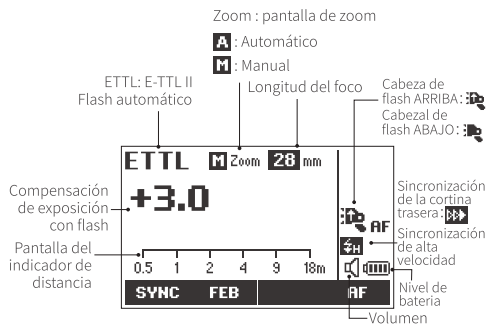 Zoom : pantalla de zoom
A : Automático
M : Manual
ETTL: E-TTL II
Flash automático
Longitud del foco
Cabeza de
flash ARRIBA:
Cabezal de
flash ABAJO:
ETTL M Zoom 28 mm
+3.0
AF
H
0.5 1 2 4 9 18m
SYNC FEB AF
Compensación
de exposición
con flash
Pantalla del
indicador de
distancia
Sincronización
de la cortina
trasera:
Sincronización
de alta
velocidad
Nivel de
bateria
Volumen